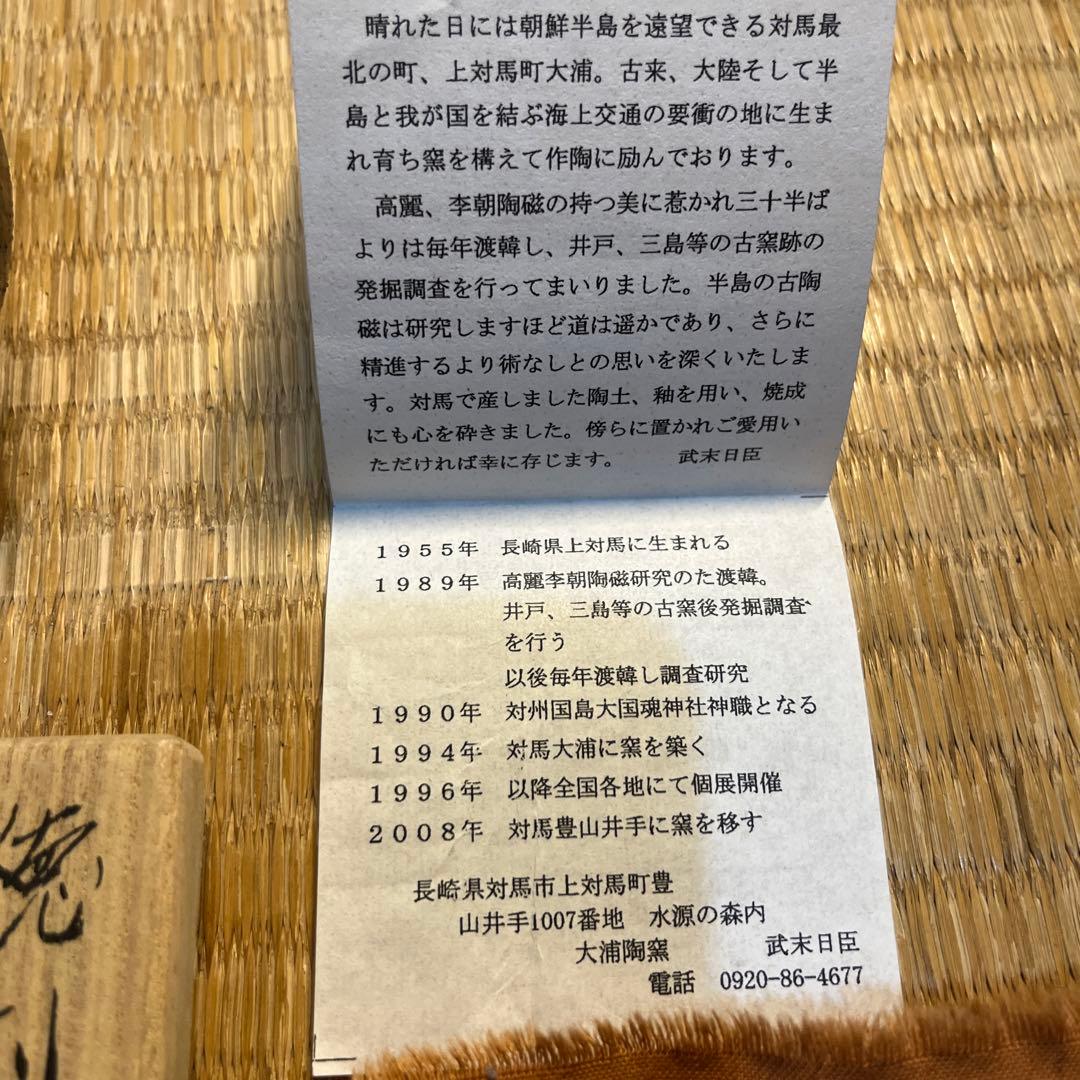 晴れた日には朝鮮半島を遠望できる対馬最
北の町、上対馬町大浦。古来、大陸そして半
島と我が国を結ぶ海上交通の要衝の地に生ま
れ育ち窯を構えて作陶に励んでおります。
高麗、李朝陶磁の持つ美に惹かれ三十半ば
よりは毎年渡韓し、井戸、三島等の古窯跡の
発掘調査を行ってまいりました。半島の古陶
磁は研究しますほど道は遥かであり、さらに
精進するより術なしとの思いを深くいたしま
す。対馬で産しました陶土、釉を用い、焼成
にも心を砕きました。傍らに置かれご愛用い
ただければ幸に存じます。 武末日臣
1955年 長崎県上対馬に生まれる
1989年 高麗李朝陶磁研究のた渡韓。
井戸、三島等の古窯後発掘調査
を行う
以後毎年渡韓し調査研究
1990年 対州国島大国魂神社神職となる
1994年 対馬大浦に窯を築く
1996年 以降全国各地にて個展開催
2008年 対馬豊山井手に窯を移す
長崎県対馬市上対馬町豊
山井手1007番地 水源の森内
大浦陶窯 武末日臣
電話 0920-86-4677
徳
利